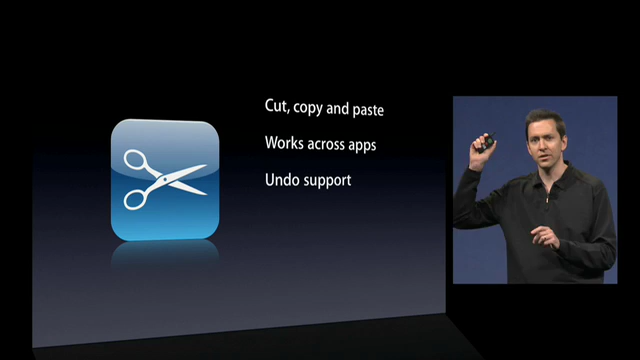 Cut, copy and paste
Works across apps
Undo support